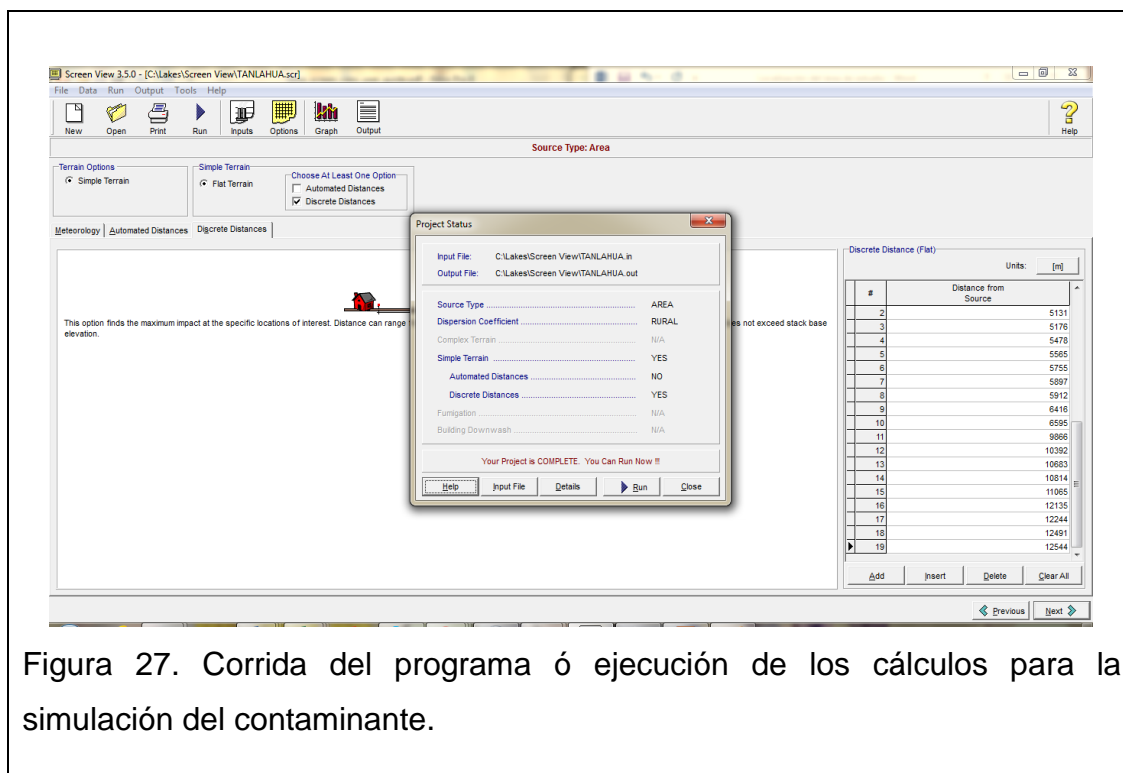 Screen View 3.5.0 - [C:\Lakes\Screen View\TANLAHUA.scr]
File Data Run Output Tools Help
New Open Print Run Inputs Options Graph Output Help
Source Type: Area
Terrain Options
Simple Terrain
Simple Terrain
Flat Terrain
Choose At Least One Option
Automated Distances
Discrete Distances
Meteorology Automated Distances Discrete Distances
This option finds the maximum impact at the specific locations of interest. Distance can range
es not exceed stack base
elevation.
Project Status
Input File: C:\Lakes\Screen View\TANLAHUA.in
Output File: C:\Lakes\Screen View\TANLAHUA.out
Source Type AREA
Dispersion Coefficient RURAL
Complex Terrain N/A
Simple Terrain YES
Automated Distances NO
Discrete Distances YES
Fumigation N/A
Building Downwash N/A
Your Project is COMPLETE. You Can Run Now !!!
Help Input File Details Run Close
Discrete Distance (Flat)
Units: [m]
# Distance from Source
2 5131
3 5176
4 5478
5 5565
6 5755
7 5897
8 5912
9 6416
10 6595
11 9866
12 10392
13 10683
14 10814
15 11065
16 12135
17 12244
18 12491
19 12544
Add Insert Delete Clear All
Previous Next
Figura 27. Corrida del programa ó ejecución de los cálculos para la
simulación del contaminante.